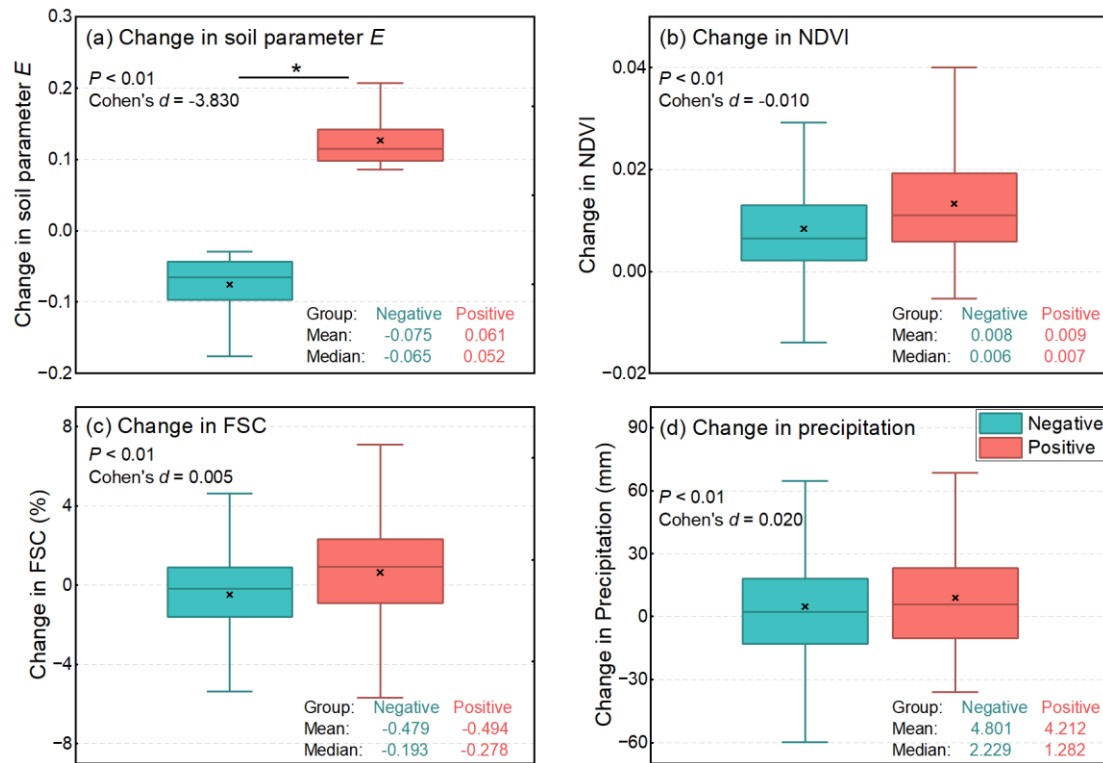 (a) Change in soil parameter E
P < 0.01
*
Cohen's d = -3.830
Change in soil parameter E
0.3
0.2
0.1
0.0
−0.1
−0.2
Group: Negative Positive
Mean: -0.075 0.061
Median: -0.065 0.052
(b) Change in NDVI
P < 0.01
Cohen's d = -0.010
Change in NDVI
0.04
0.02
0.00
−0.02
Group: Negative Positive
Mean: 0.008 0.009
Median: 0.006 0.007
(c) Change in FSC
P < 0.01
Cohen's d = 0.005
Change in FSC (%)
8
4
0
−4
−8
Group: Negative Positive
Mean: -0.479 -0.494
Median: -0.193 -0.278
(d) Change in precipitation
Negative
Positive
P < 0.01
Cohen's d = 0.020
Change in Precipitation (mm)
90
60
30
0
−30
−60
Group: Negative Positive
Mean: 4.801 4.212
Median: 2.229 1.282